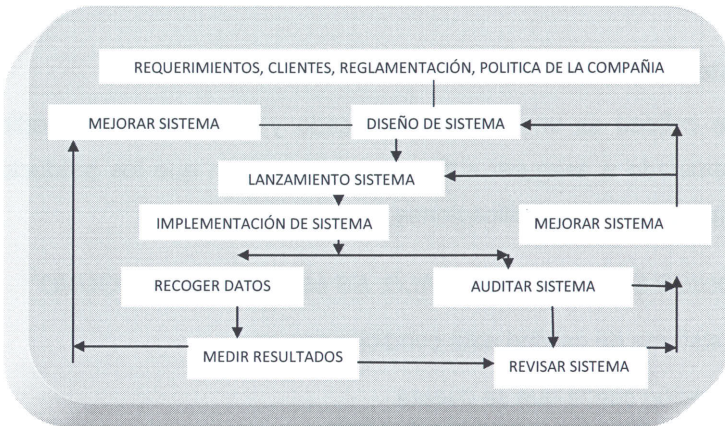 REQUERIMIENTOS, CLIENTES, REGLAMENTACIÓN, POLITICA DE LA COMPAÑIA
MEJORAR SISTEMA
DISEÑO DE SISTEMA
LANZAMIENTO SISTEMA
IMPLEMENTACIÓN DE SISTEMA
MEJORAR SISTEMA
RECOGER DATOS
AUDITAR SISTEMA
MEDIR RESULTADOS
REVISAR SISTEMA